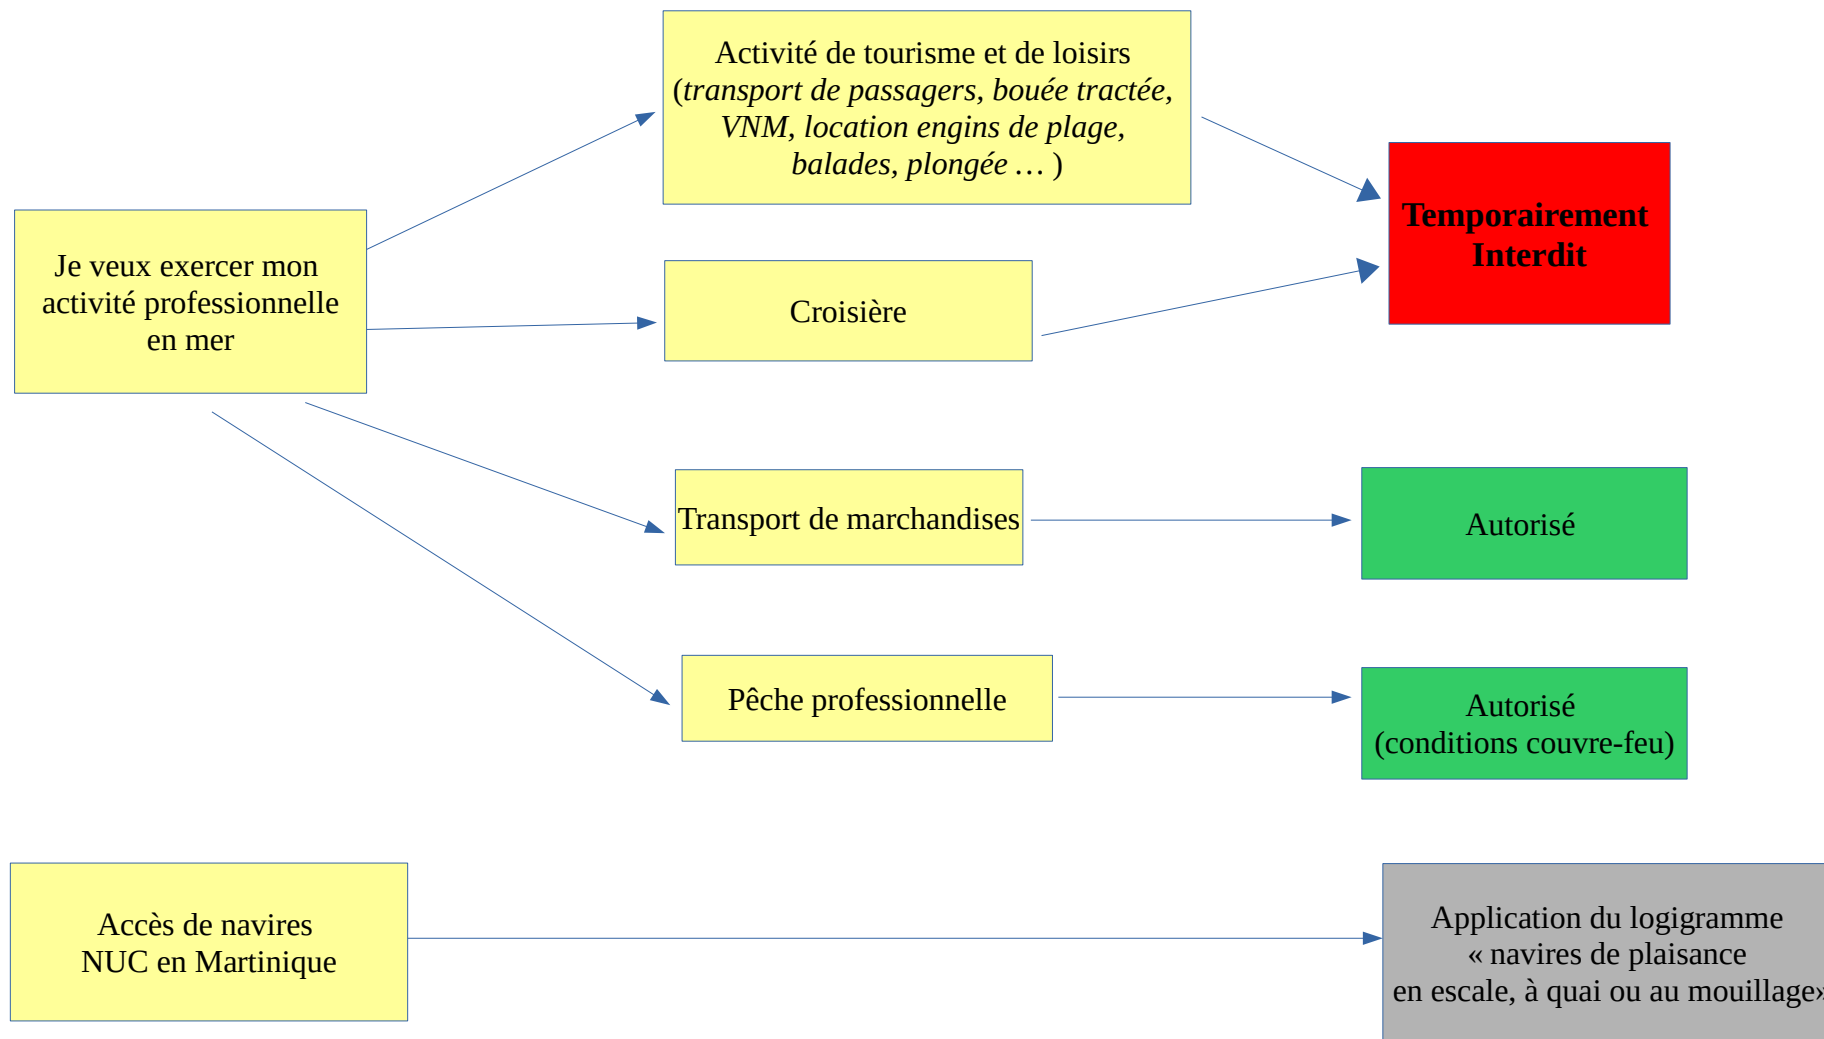 Activité de tourisme et de loisirs
(transport de passagers, bouée tractée,
VNM, location engins de plage,
balades, plongée … )
Temporairement
Interdit
Je veux exercer mon
activité professionnelle
en mer
Croisière
Transport de marchandises
Autorisé
Pêche professionnelle
Autorisé
(conditions couvre-feu)
Accès de navires
NUC en Martinique
Application du logigramme
« navires de plaisance
en escale, à quai ou au mouillage»